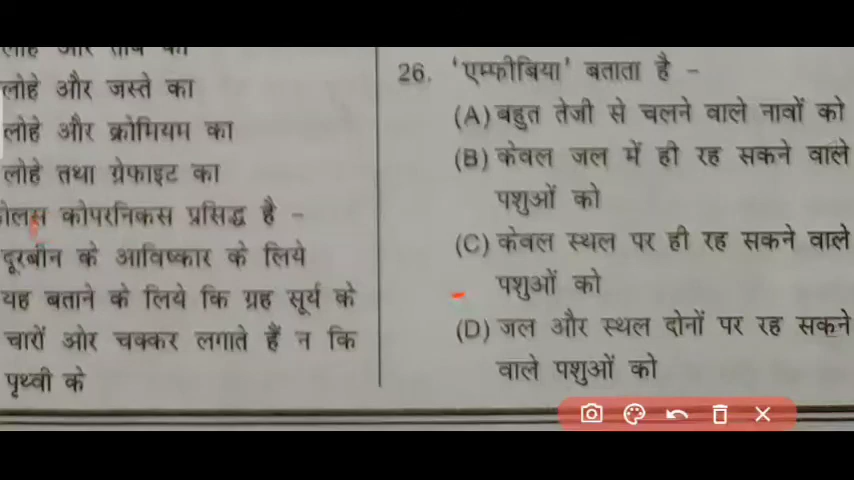 लोहे और जस्ते का
लोहे और क्रोमियम का
लोहे तथा ग्रेफाइट का
कोपरनिकस प्रसिद्ध है -
दूरबीन के आविष्कार के लिये
यह बताने के लिये कि ग्रह सूर्य के
चारों ओर चक्कर लगाते हैं न कि
पृथ्वी के
26. 'एम्फीबिया' बताता है -
(A) बहुत तेजी से चलने वाले नावों को
(B) केवल जल में ही रह सकने वाले
पशुओं को
(C) केवल स्थल पर ही रह सकने वाले
पशुओं को
(D) जल और स्थल दोनों पर रह सकने
वाले पशुओं को